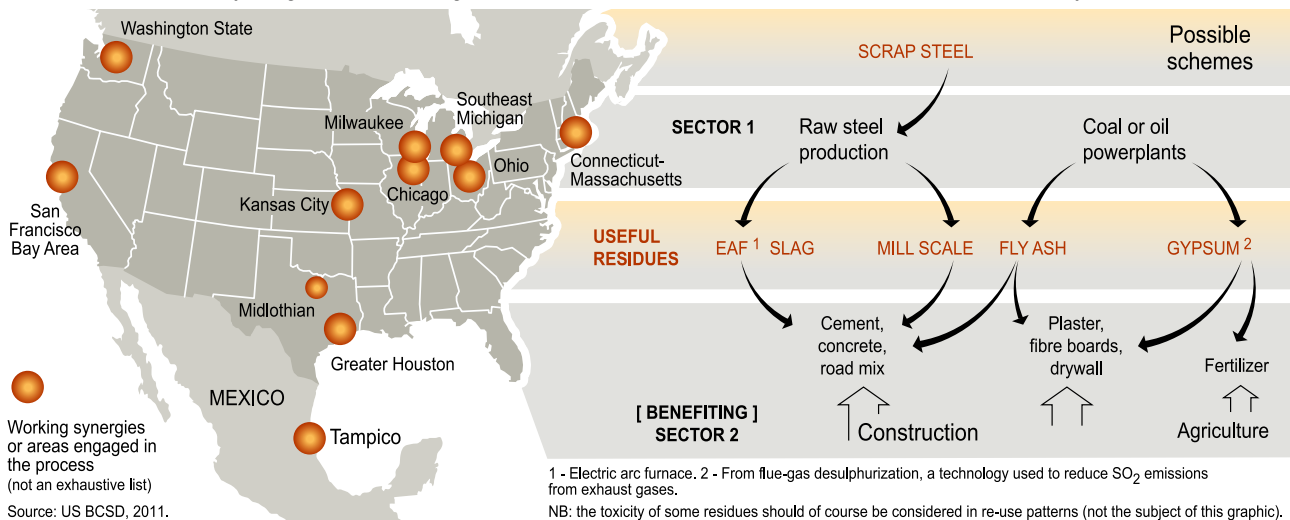 Washington State
Milwaukee
Southeast
Michigan
Ohio
Connecticut-
Massachusetts
Chicago
Kansas City
San
Francisco
Bay Area
Midlothian
Greater Houston
MEXICO
Tampico
Working synergies
or areas engaged in
the process
(not an exhaustive list)
Source: US BCSD, 2011.
Possible
schemes
SCRAP STEEL
SECTOR 1
Raw steel
production
Coal or oil
powerplants
USEFUL
RESIDUES
EAF 1 SLAG
MILL SCALE
FLY ASH
GYPSUM 2
Cement,
concrete,
road mix
Plaster,
fibre boards,
drywall
Fertilizer
[ BENEFITING ]
SECTOR 2
Construction
Agriculture
1 - Electric arc furnace. 2 - From flue-gas desulphurization, a technology used to reduce SO2 emissions
from exhaust gases.
NB: the toxicity of some residues should of course be considered in re-use patterns (not the subject of this graphic).